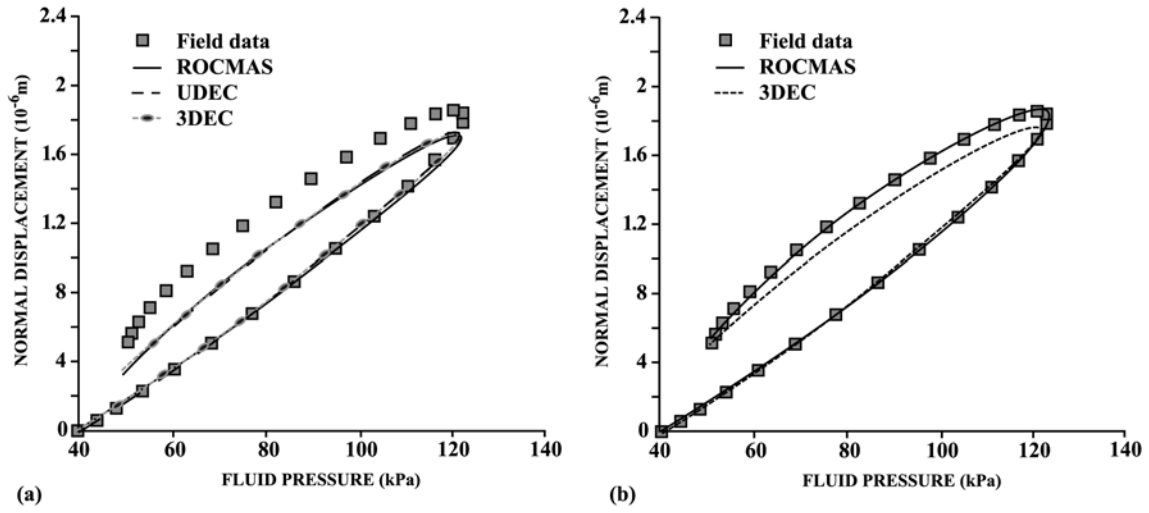 2.4
2
1.6
1.2
8
4
0
NORMAL DISPLACEMENT (10⁻⁶m)
Field data
ROCMAS
UDEC
3DEC
40 60 80 100 120 140
FLUID PRESSURE (kPa)
(a)
2.4
2
1.6
1.2
8
4
0
NORMAL DISPLACEMENT (10⁻⁶m)
Field data
ROCMAS
3DEC
40 60 80 100 120 140
FLUID PRESSURE (kPa)
(b)